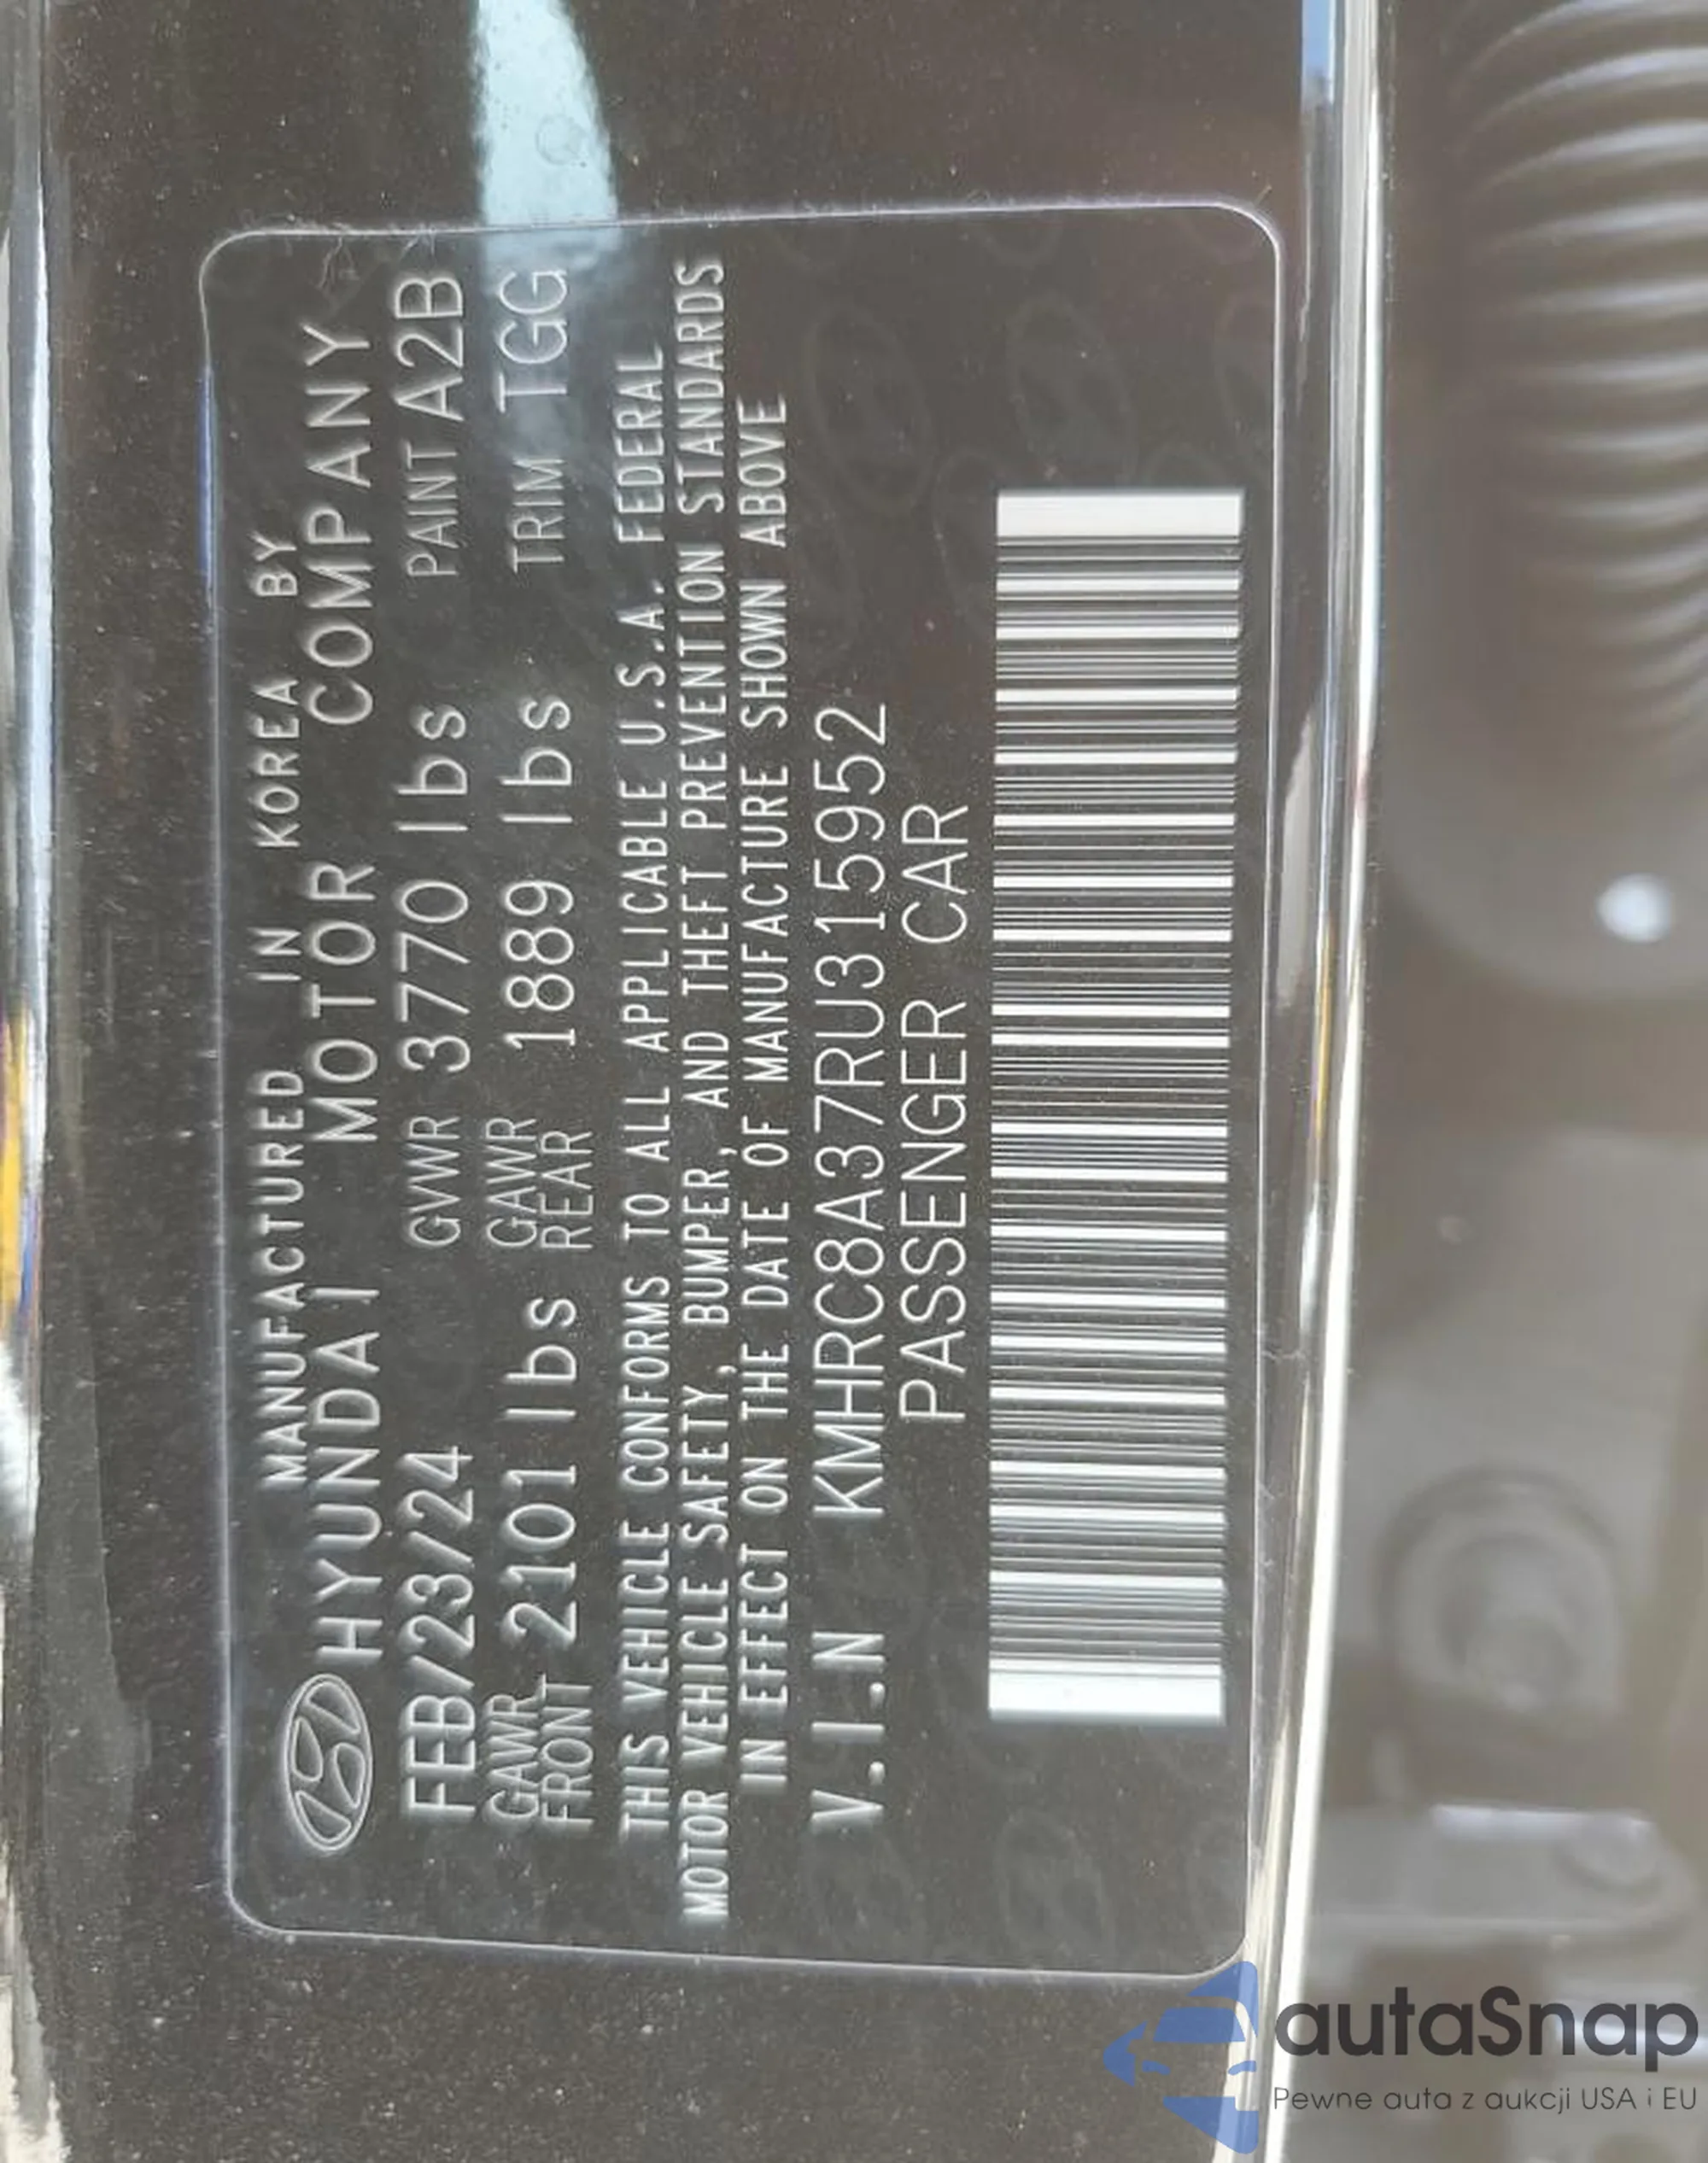 MANUFACTURED IN KOREA BY
HYUNDAI MOTOR COMPANY
FEB/23/24 GVWR 3770 lbs PAINT A2B
GAWR FRONT 2101 lbs GAWR REAR 1889 lbs TRIM TGG
THIS VEHICLE CONFORMS TO ALL APPLICABLE U.S.A. FEDERAL
MOTOR VEHICLE SAFETY, BUMPER, AND THEFT PREVENTION STANDARDS
IN EFFECT ON THE DATE OF MANUFACTURE SHOWN ABOVE
V.I.N KMHRC8A37RU315952
PASSENGER CAR
autaSnap
Pewne auta z aukcji USA i EU